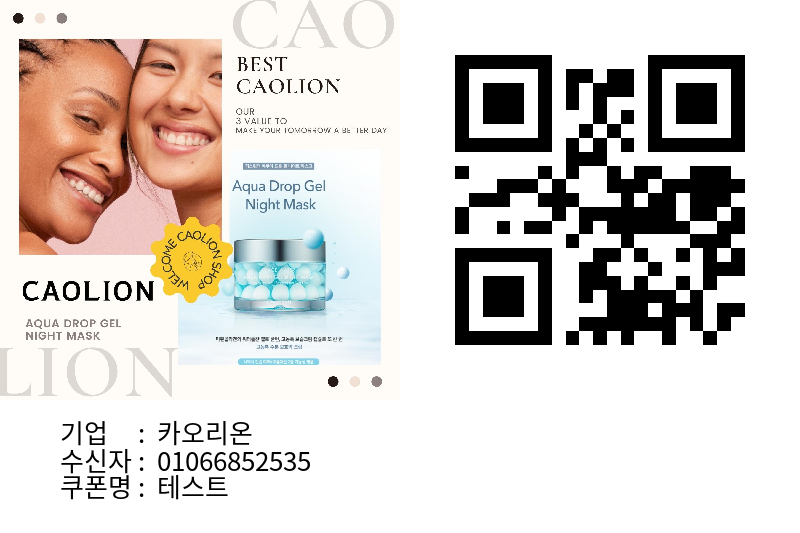 CAO
BEST
CAOLION
OUR
3 VALUE TO
MAKE YOUR TOMORROW A BETTER DAY
Aqua Drop Gel
Night Mask
WELCOME CAOLION SHOP
CAOLION
AQUA DROP GEL
NIGHT MASK
LION
기업 : 카오리온
수신자 : 01066852535
쿠폰명 : 테스트